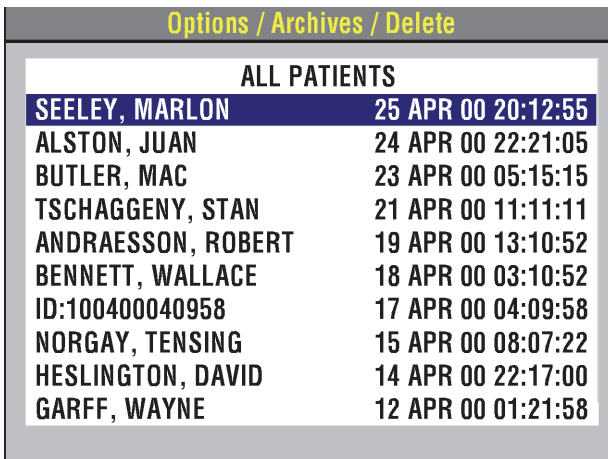 Options / Archives / Delete
ALL PATIENTS
SEELEY, MARLON 25 APR 00 20:12:55
ALSTON, JUAN 24 APR 00 22:21:05
BUTLER, MAC 23 APR 00 05:15:15
TSCHAGGENY, STAN 21 APR 00 11:11:11
ANDRAESSON, ROBERT 19 APR 00 13:10:52
BENNETT, WALLACE 18 APR 00 03:10:52
ID:100400040958 17 APR 00 04:09:58
NORGAY, TENSING 15 APR 00 08:07:22
HESLINGTON, DAVID 14 APR 00 22:17:00
GARFF, WAYNE 12 APR 00 01:21:58